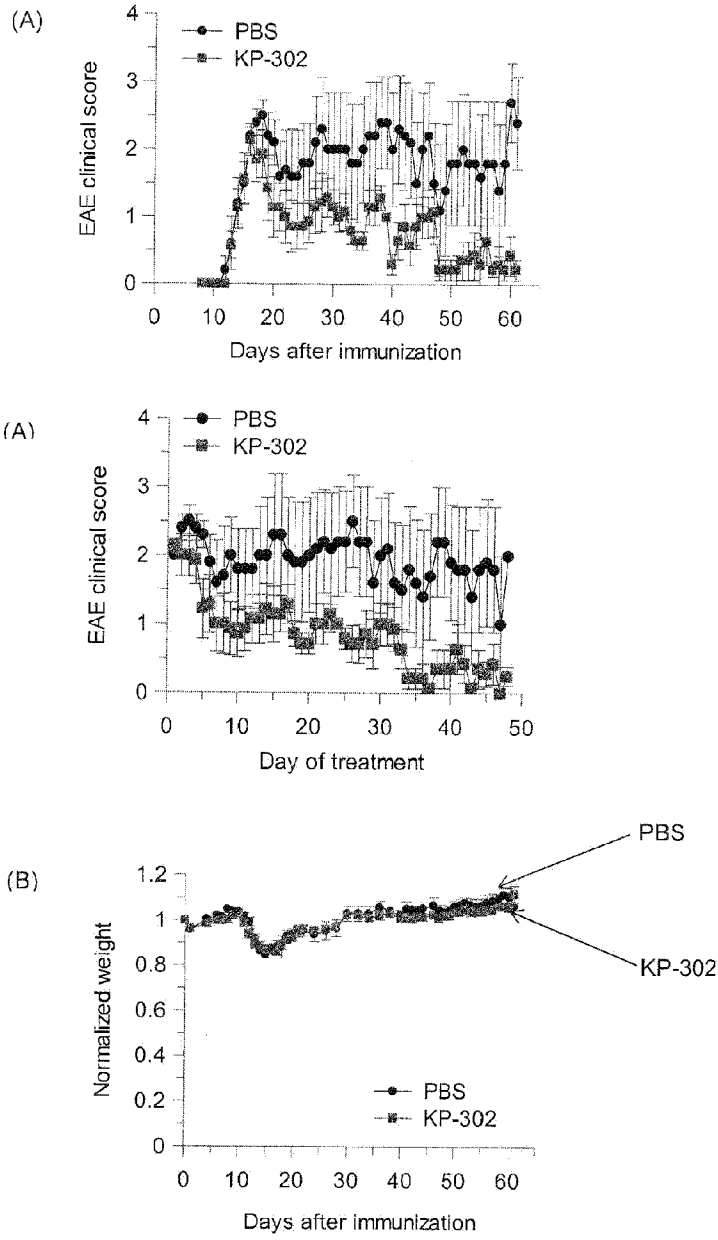 (A)
PBS
KP-302
EAE clinical score
4
3
2
1
0
0 10 20 30 40 50 60
Days after immunization
(A)
PBS
KP-302
EAE clinical score
4
3
2
1
0
0 10 20 30 40 50
Day of treatment
(B)
PBS
KP-302
Normalized weight
1.2
1
0.8
0.6
0.4
0.2
0
PBS
KP-302
0 10 20 30 40 50 60
Days after immunization